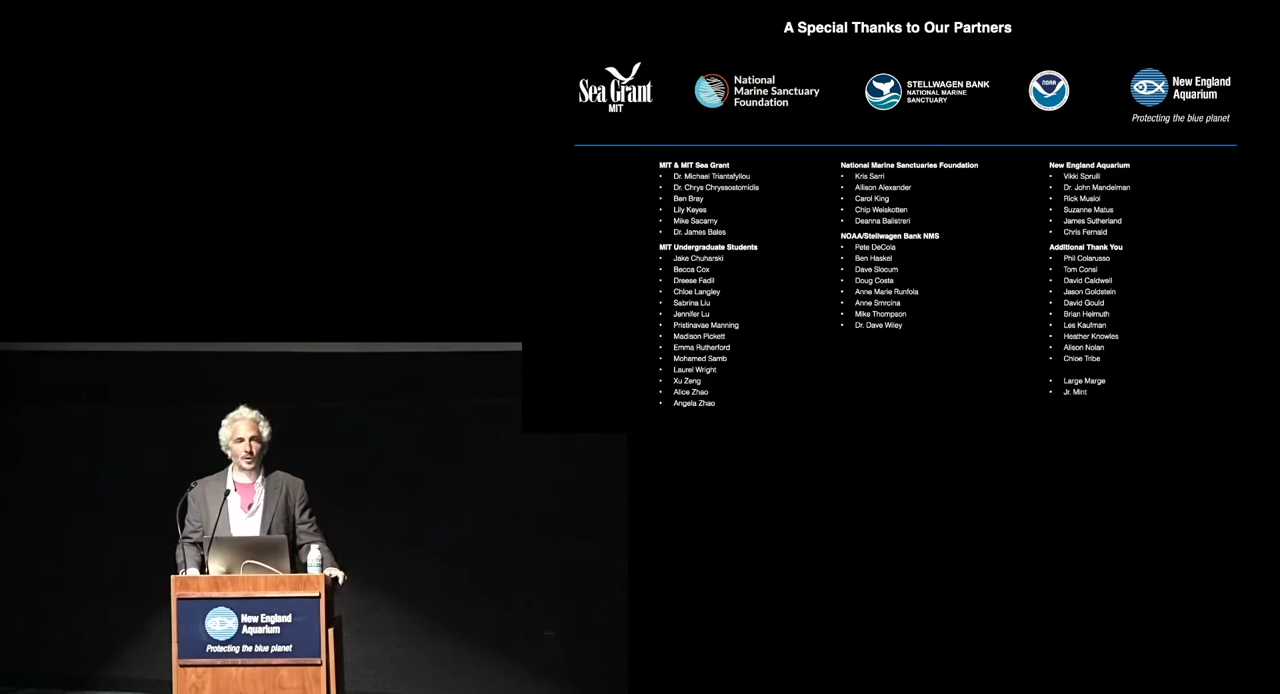 A Special Thanks to Our Partners
Sea Grant
MIT
National
Marine Sanctuary
Foundation
STELLWAGEN BANK
NATIONAL MARINE
SANCTUARY
NOAA
New England
Aquarium
Protecting the blue planet
MIT & MIT Sea Grant
• Dr. Michael Triantafyllou
• Dr. Chrys Chryssostomidis
• Ben Bray
• Lily Keyes
• Mike Sacarny
• Dr. James Bales
MIT Undergraduate Students
• Jake Chuharski
• Becca Cox
• Dreese Fadil
• Chloe Langley
• Sabrina Liu
• Jennifer Lu
• Pristinavae Manning
• Madison Pickett
• Emma Rutherford
• Mohamed Samb
• Laurel Wright
• Xu Zeng
• Alice Zhao
• Angela Zhao
National Marine Sanctuaries Foundation
• Kris Sarri
• Allison Alexander
• Carol King
• Chip Weiskotten
• Deanna Balistreri
NOAA/Stellwagen Bank NMS
• Pete DeCola
• Ben Haskel
• Dave Slocum
• Doug Costa
• Anne Marie Runfola
• Anne Smrcina
• Mike Thompson
• Dr. Dave Wiley
New England Aquarium
• Vikki Spruill
• Dr. John Mandelman
• Rick Musiol
• Suzanne Matus
• James Sutherland
• Chris Fernald
Additional Thank You
• Phil Colarusso
• Tom Consi
• David Caldwell
• Jason Goldstein
• David Gould
• Brian Helmuth
• Les Kaufman
• Heather Knowles
• Alison Nolan
• Chloe Tribe
• Large Marge
• Jr. Mint
New England
Aquarium
Protecting the blue planet